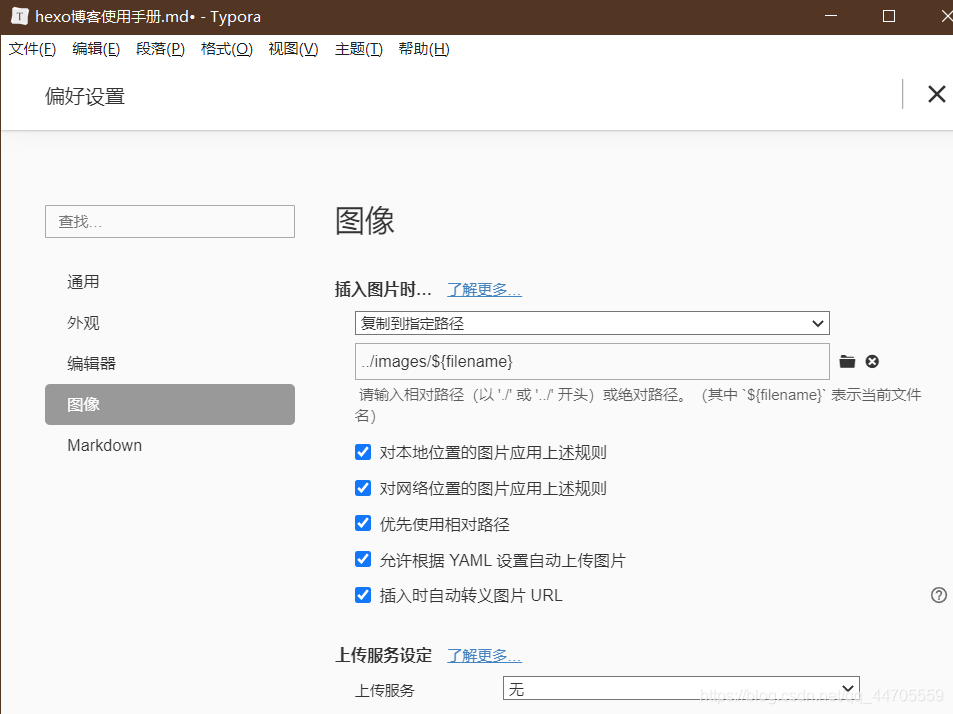 hexo博客使用手册.md• - Typora
文件(F) 编辑(E) 段落(P) 格式(O) 视图(V) 主题(T) 帮助(H)
偏好设置
查找...
通用
外观
编辑器
图像
Markdown
图像
插入图片时... 了解更多...
复制到指定路径
../images/${filename}
请输入相对路径（以 './' 或 '../' 开头）或绝对路径。（其中 `${filename}` 表示当前文件
名）
对本地位置的图片应用上述规则
对网络位置的图片应用上述规则
优先使用相对路径
允许根据 YAML 设置自动上传图片
插入时自动转义图片 URL
上传服务设定 了解更多...
上传服务 无
https://blog.csdn.net/qq_44705559